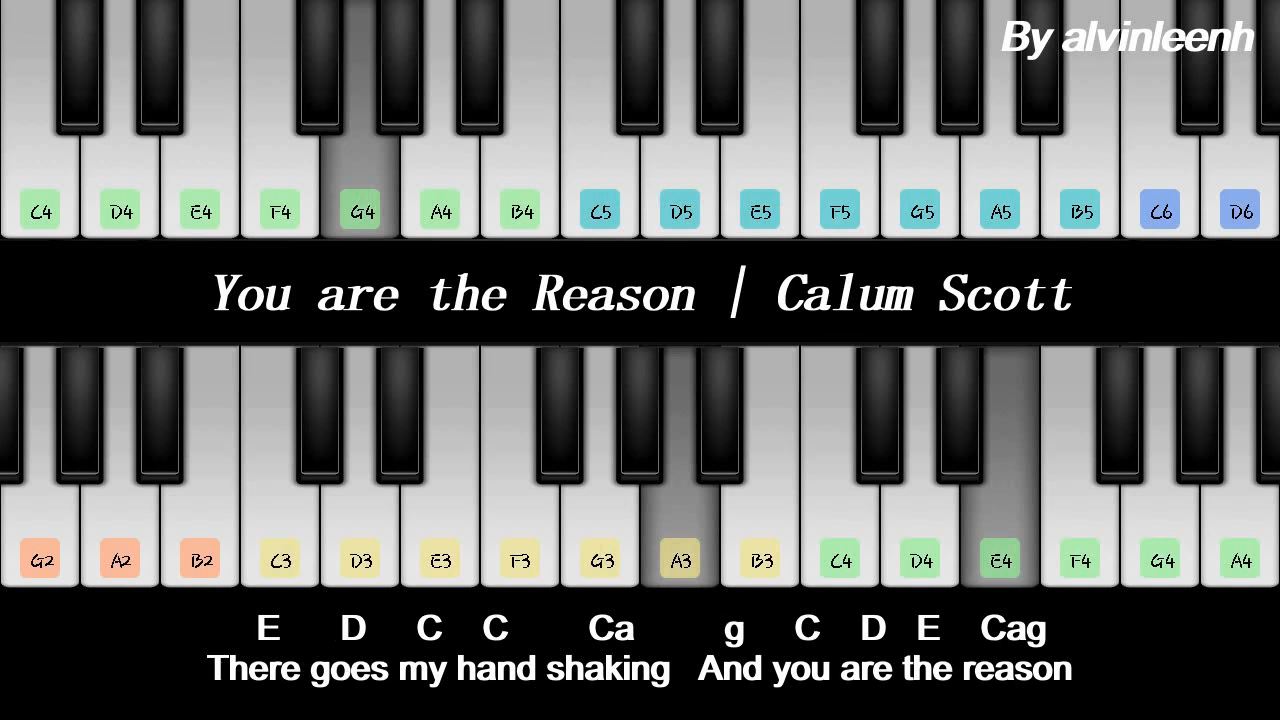 By alvinleenh
C4 D4 E4 F4 G4 A4 B4 C5 D5 E5 F5 G5 A5 B5 C6 D6
You are the Reason | Calum Scott
G2 A2 B2 C3 D3 E3 F3 G3 A3 B3 C4 D4 E4 F4 G4 A4
E D C C Ca g C D E Cag
There goes my hand shaking And you are the reason